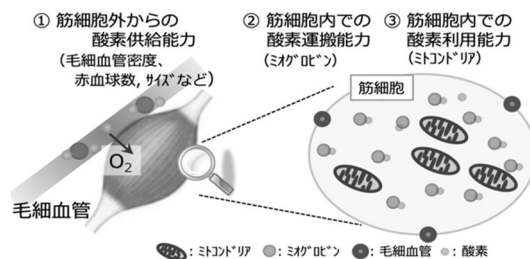 ① 筋細胞外からの
酸素供給能力
(毛細血管密度、
赤血球数, ｻｲｽﾞなど)
② 筋細胞内での
酸素運搬能力
(ﾐｵｸﾞﾛﾋﾞﾝ)
③ 筋細胞内での
酸素利用能力
(ﾐﾄｺﾝﾄﾞﾘｱ)
筋細胞
O2
毛細血管
: ﾐﾄｺﾝﾄﾞﾘｱ
: ﾐｵｸﾞﾛﾋﾞﾝ
: 毛細血管
: 酸素